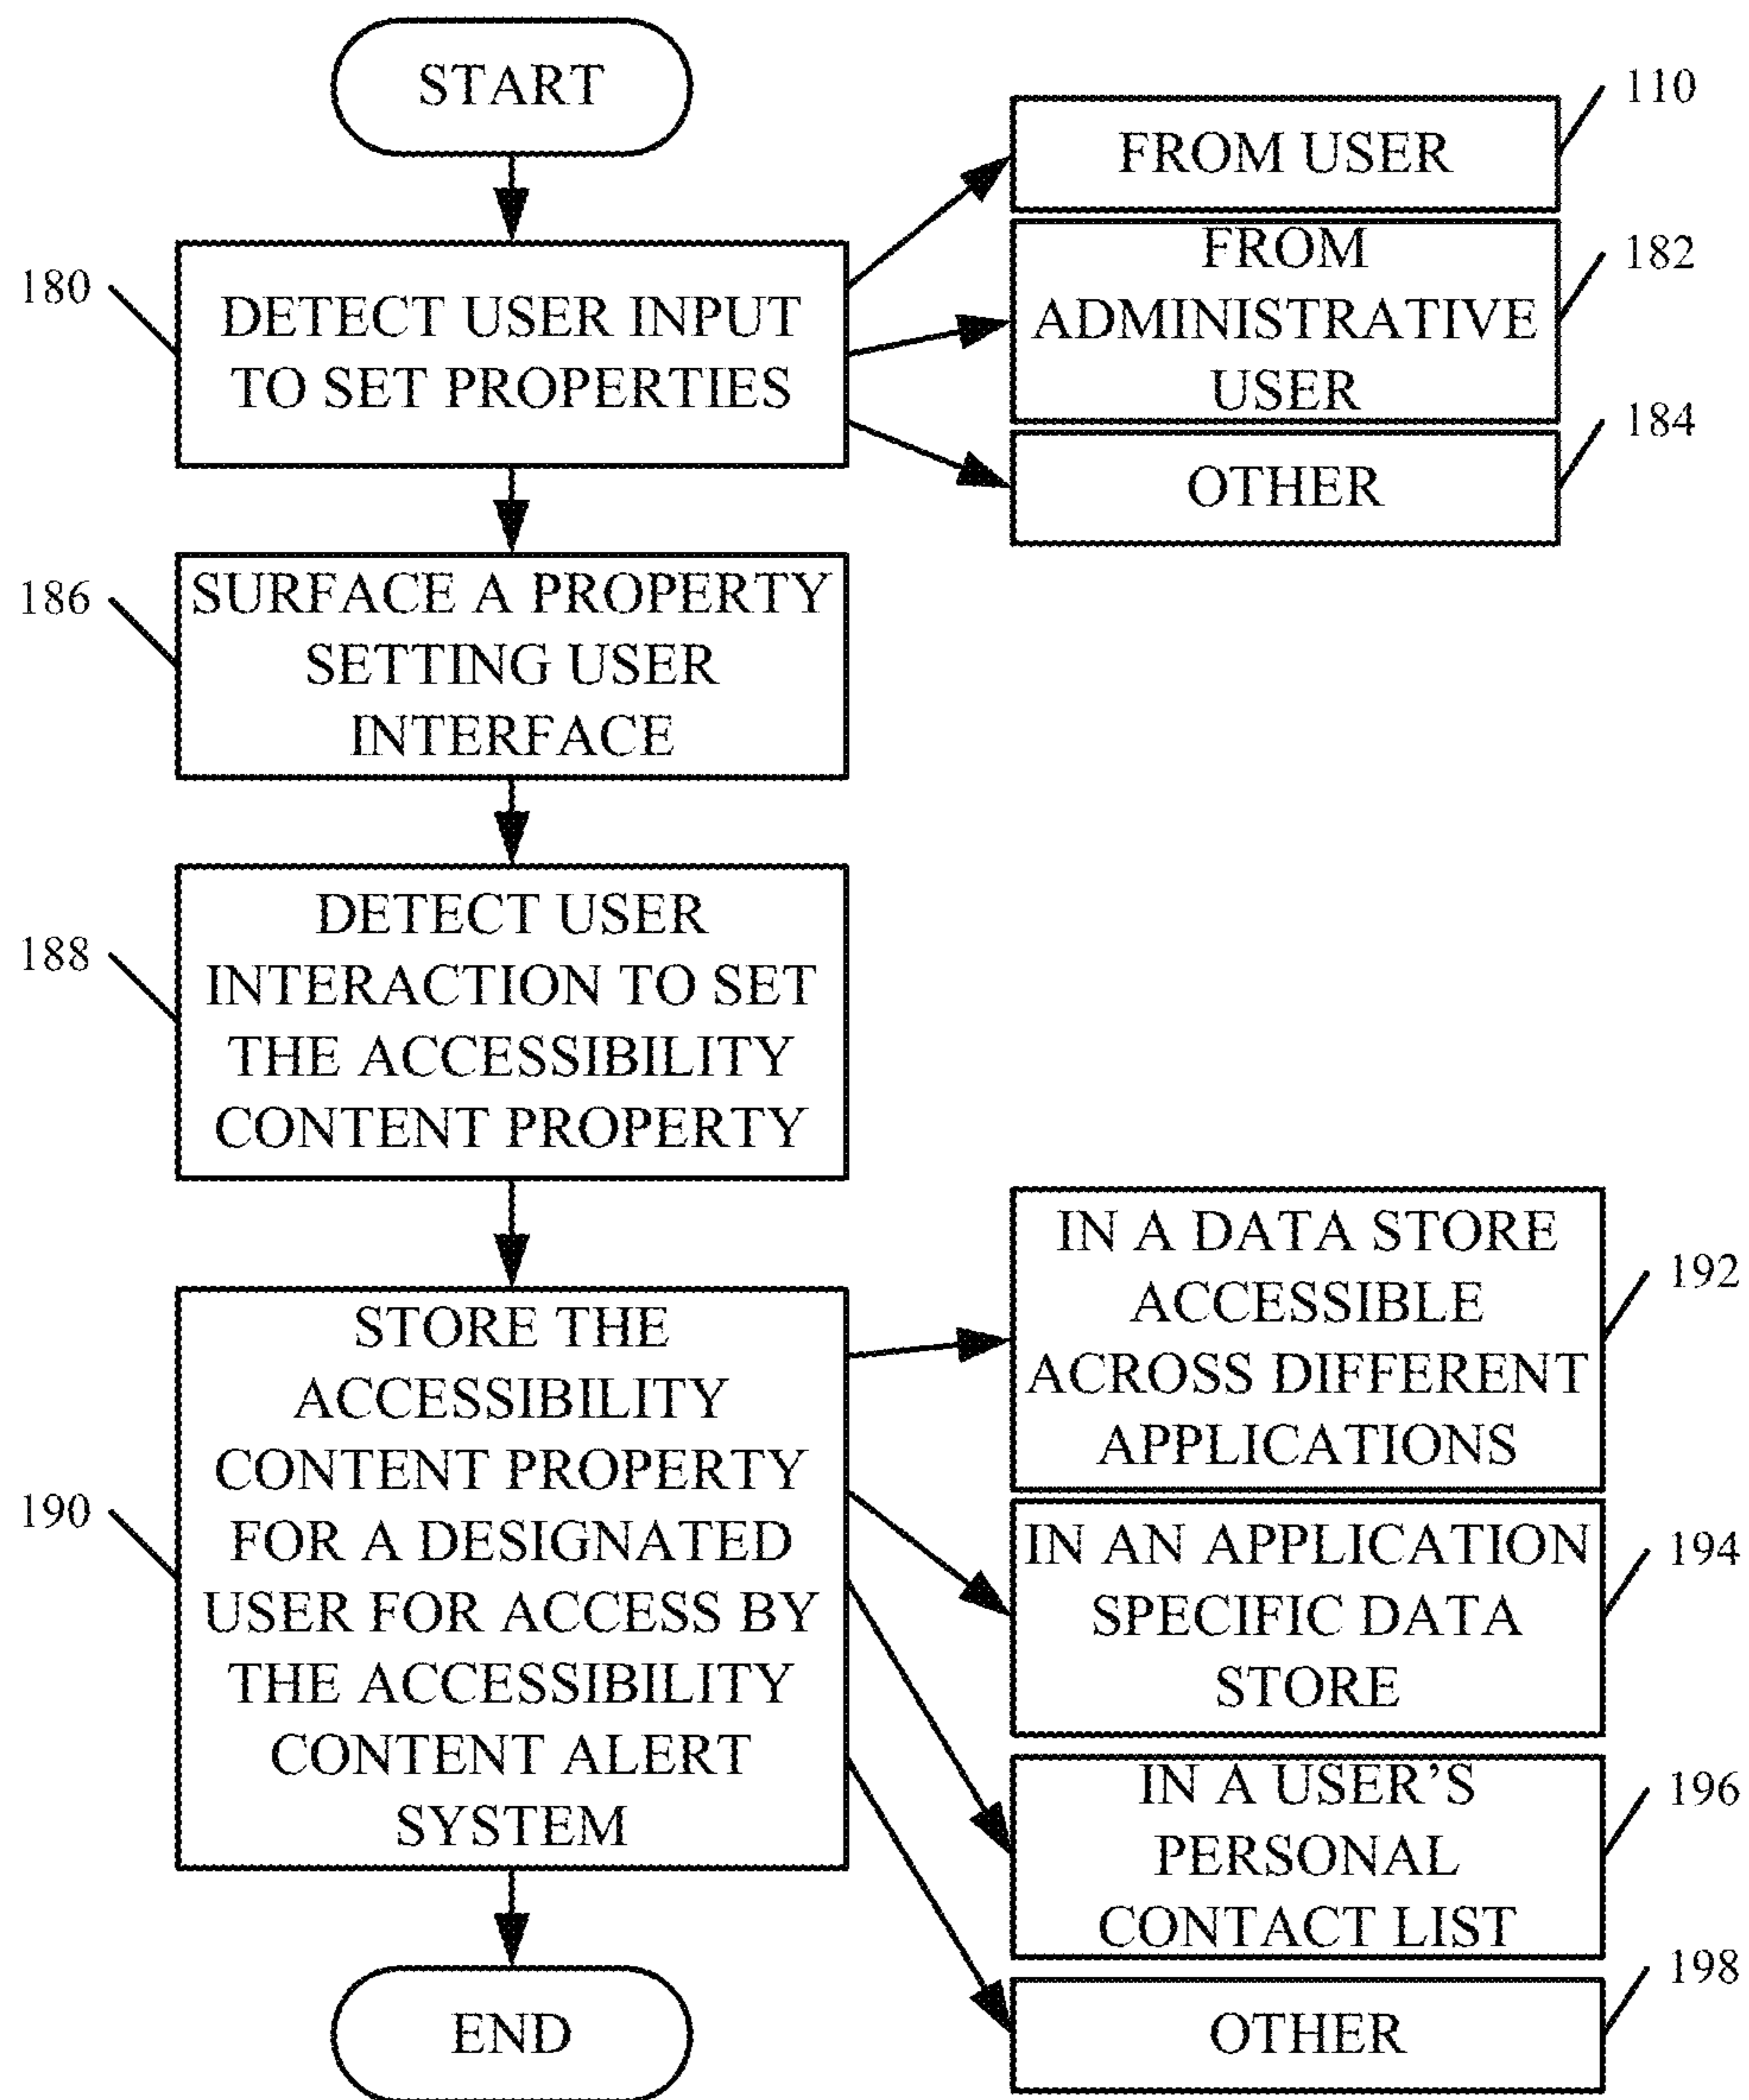 START
110
FROM USER
180
DETECT USER INPUT
TO SET PROPERTIES
182
FROM
ADMINISTRATIVE
USER
184
OTHER
186
SURFACE A PROPERTY
SETTING USER
INTERFACE
188
DETECT USER
INTERACTION TO SET
THE ACCESSIBILITY
CONTENT PROPERTY
190
STORE THE
ACCESSIBILITY
CONTENT PROPERTY
FOR A DESIGNATED
USER FOR ACCESS BY
THE ACCESSIBILITY
CONTENT ALERT
SYSTEM
192
IN A DATA STORE
ACCESSIBLE
ACROSS DIFFERENT
APPLICATIONS
194
IN AN APPLICATION
SPECIFIC DATA
STORE
196
IN A USER’S
PERSONAL
CONTACT LIST
198
OTHER
END